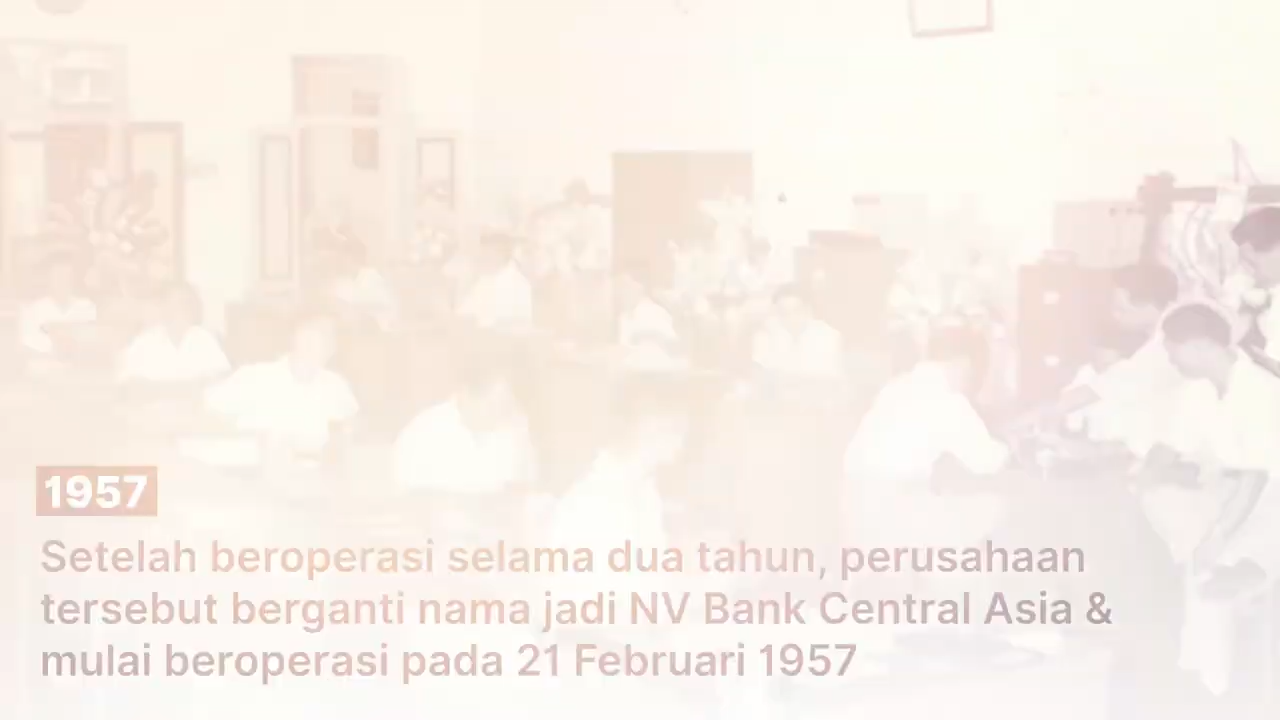 1957
Setelah beroperasi selama dua tahun, perusahaan
tersebut berganti nama jadi NV Bank Central Asia &
mulai beroperasi pada 21 Februari 1957